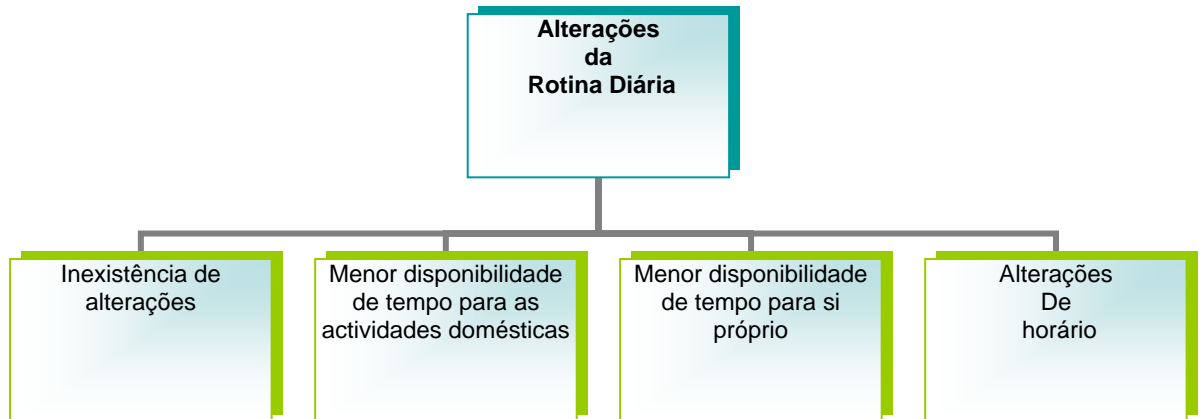 Alterações
da
Rotina Diária
Inexistência de
alterações
Menor disponibilidade
de tempo para as
actividades domésticas
Menor disponibilidade
de tempo para si
próprio
Alterações
De
horário